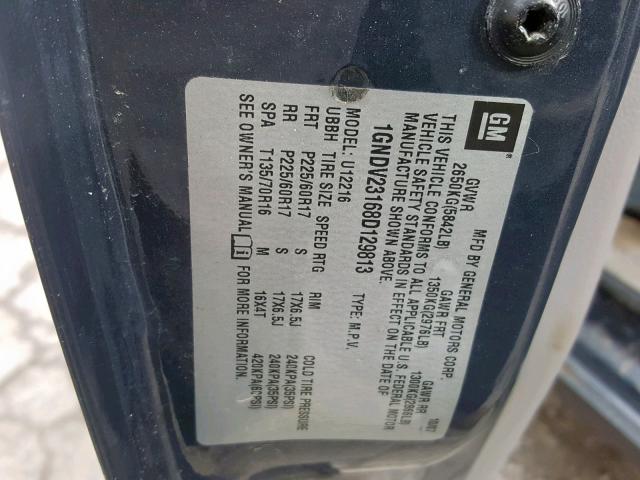 GM
MFD BY GENERAL MOTORS CORP. 10/07
GVWR GAWR FRT GAWR RR
2650KG(5842LB) 1350KG(2976LB) 1300KG(2866LB)
THIS VEHICLE CONFORMS TO ALL APPLICABLE U.S. FEDERAL MOTOR
VEHICLE SAFETY STANDARDS IN EFFECT ON THE DATE OF
MANUFACTURE SHOWN ABOVE.
1GNDV23168D129813 TYPE: M.P.V.
MODEL: U12216
UBBH TIRE SIZE SPEED RTG RIM COLD TIRE PRESSURE
FRT P225/60R17 S 17X6.5J 240KPA(35PSI)
RR P225/60R17 S 17X6.5J 240KPA(35PSI)
SPA T135/70R16 M 16X4T 420KPA(60PSI)
SEE OWNER'S MANUAL FOR MORE INFORMATION.